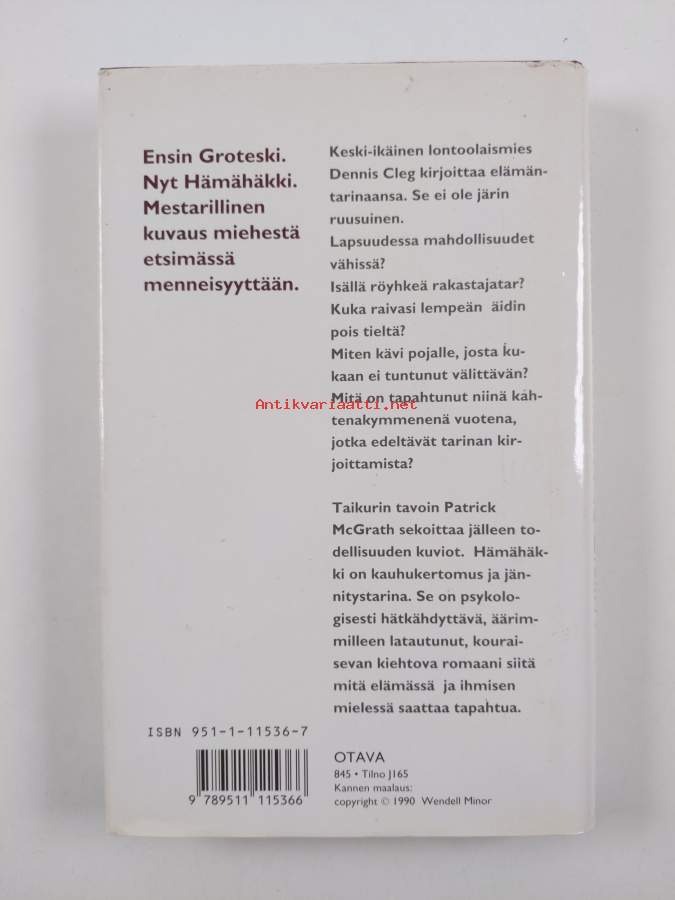 Ensin Groteski.
Nyt Hämähäkki.
Mestarillinen
kuvaus miehestä
etsimässä
menneisyyttään.
Keski-ikäinen lontoolaismies
Dennis Cleg kirjoittaa elämän-
tarinaansa. Se ei ole järin
ruusuinen.
Lapsuudessa mahdollisuudet
vähissä?
Isällä röyhkeä rakastajatar?
Kuka raivasi lempeän äidin
pois tieltä?
Miten kävi pojalle, josta ku-
kaan ei tuntunut välittävän?
Mitä on tapahtunut niinä kah-
tenakymmenenä vuotena,
jotka edeltävät tarinan kir-
joittamista?
Antikvariaatti.net
Taikurin tavoin Patrick
McGrath sekoittaa jälleen to-
dellisuuden kuviot. Hämähäk-
ki on kauhukertomus ja jän-
nitystarina. Se on psykolo-
gisesti hätkähdyttävä, äärim-
milleen latautunut, kourai-
sevan kiehtova romaani siitä
mitä elämässä ja ihmisen
mielessä saattaa tapahtua.
ISBN 951-1-11536-7
9 789511 115366
OTAVA
845 • Tilno J165
Kannen maalaus:
copyright © 1990 Wendell Minor